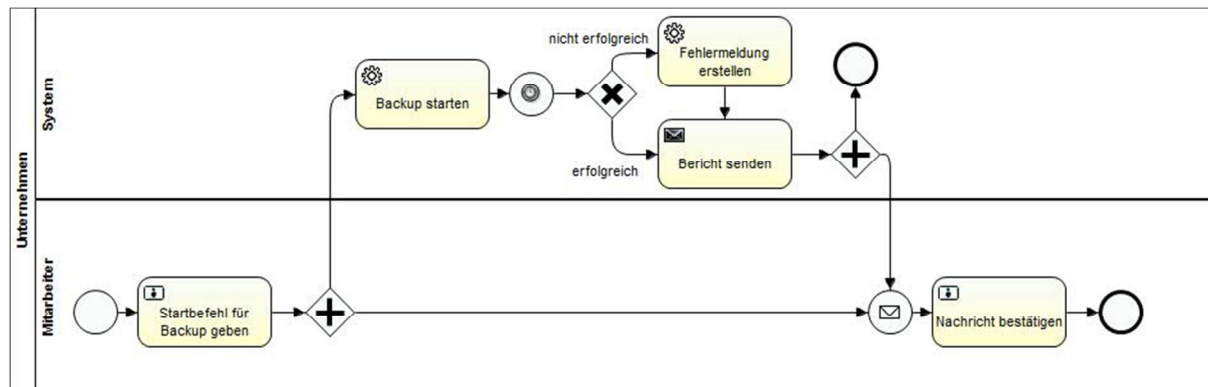 Unternehmen
System
nicht erfolgreich
Fehlermeldung
erstellen
Backup starten
erfolgreich
Bericht senden
Mitarbeiter
Startbefehl für
Backup geben
Nachricht bestätigen